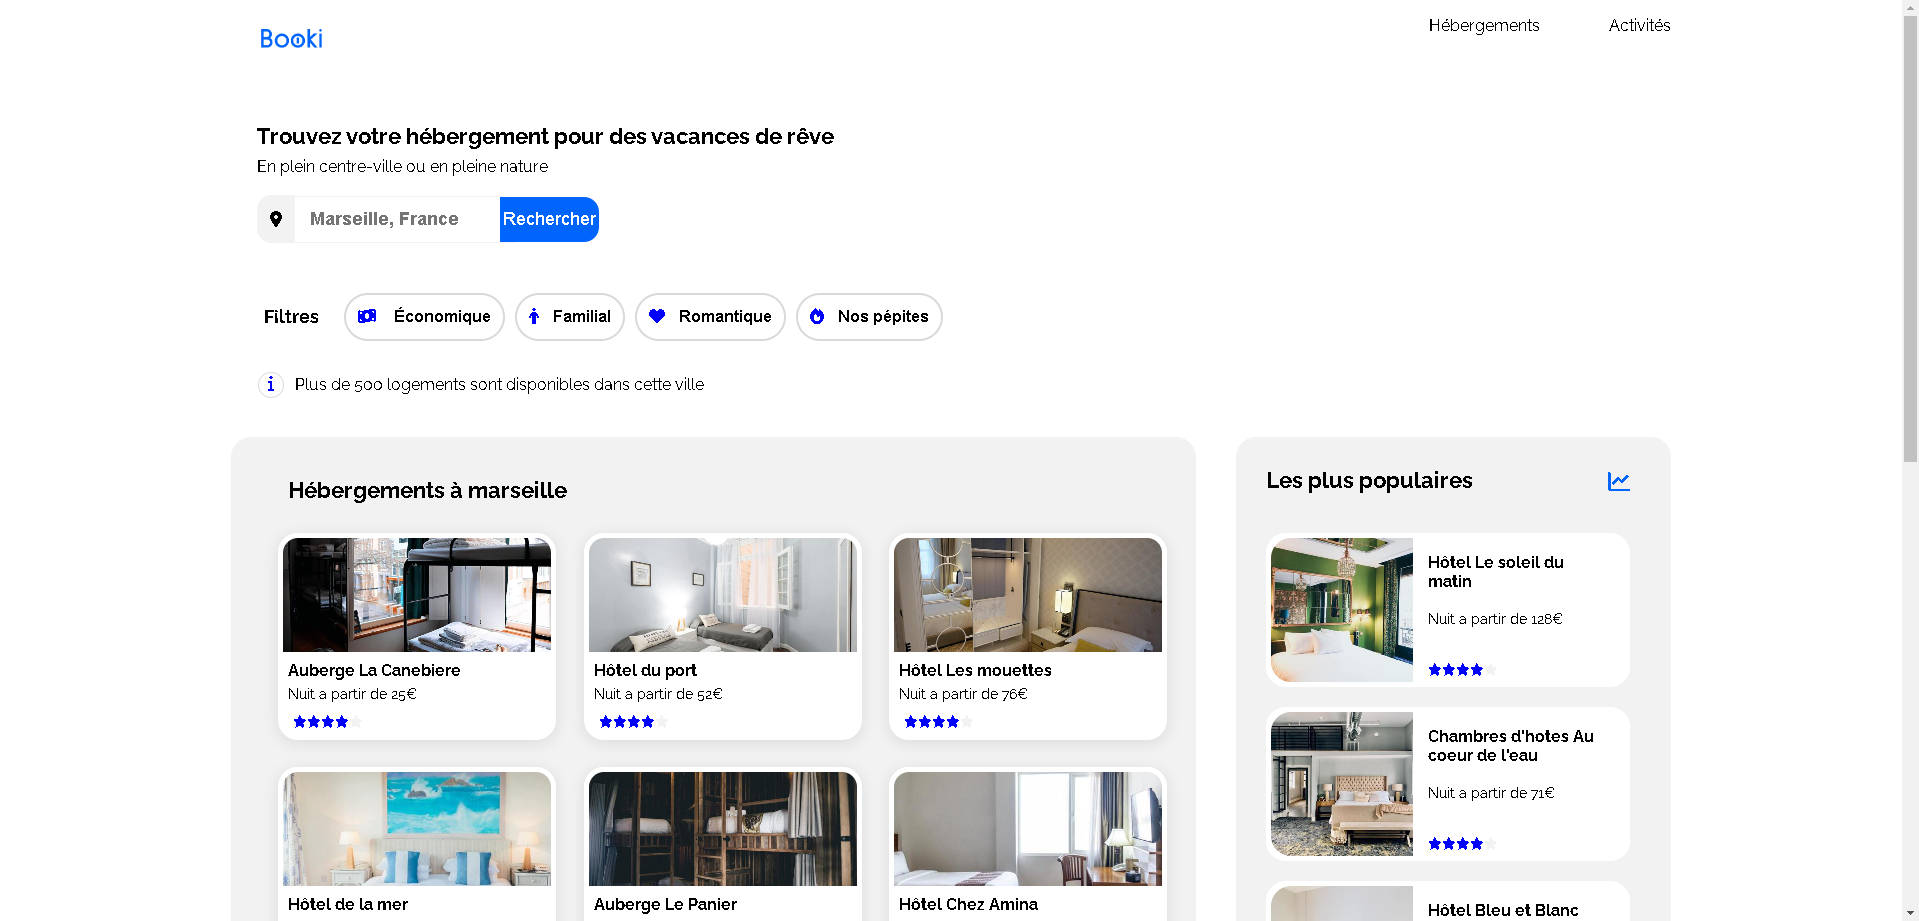 Booki
Hébergements
Activités
Trouvez votre hébergement pour des vacances de rêve
En plein centre-ville ou en pleine nature
Marseille, France
Rechercher
Filtres
Économique
Familial
Romantique
Nos pépites
Plus de 500 logements sont disponibles dans cette ville
Hébergements à marseille
Auberge La Canebiere
Nuit a partir de 25€
Hôtel du port
Nuit a partir de 52€
Hôtel Les mouettes
Nuit a partir de 76€
Hôtel de la mer
Auberge Le Panier
Hôtel Chez Amina
Les plus populaires
Hôtel Le soleil du
matin
Nuit a partir de 128€
Chambres d'hotes Au
coeur de l'eau
Nuit a partir de 71€
Hôtel Bleu et Blanc